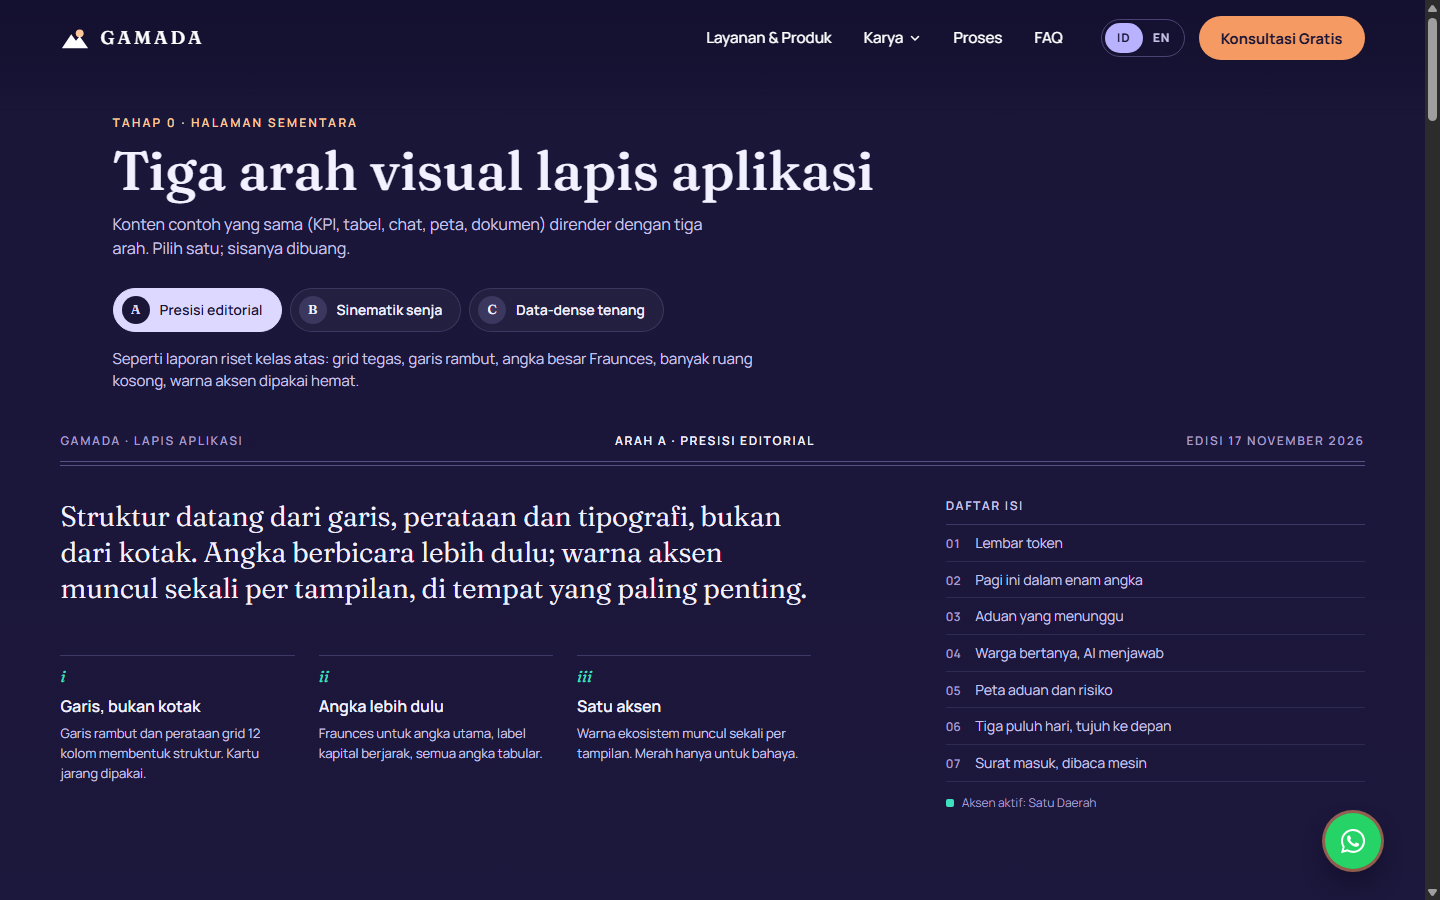 GAMADA
Layanan & Produk
Karya
Proses
FAQ
ID
EN
Konsultasi Gratis
TAHAP 0 · HALAMAN SEMENTARA
Tiga arah visual lapis aplikasi
Konten contoh yang sama (KPI, tabel, chat, peta, dokumen) dirender dengan tiga
arah. Pilih satu; sisanya dibuang.
A Presisi editorial
B Sinematik senja
C Data-dense tenang
Seperti laporan riset kelas atas: grid tegas, garis rambut, angka besar Fraunces, banyak ruang
kosong, warna aksen dipakai hemat.
GAMADA · LAPIS APLIKASI
ARAH A · PRESISI EDITORIAL
EDISI 17 NOVEMBER 2026
Struktur datang dari garis, perataan dan tipografi, bukan
dari kotak. Angka berbicara lebih dulu; warna aksen
muncul sekali per tampilan, di tempat yang paling penting.
i
Garis, bukan kotak
Garis rambut dan perataan grid 12
kolom membentuk struktur. Kartu
jarang dipakai.
ii
Angka lebih dulu
Fraunces untuk angka utama, label
kapital berjarak, semua angka tabular.
iii
Satu aksen
Warna ekosistem muncul sekali per
tampilan. Merah hanya untuk bahaya.
DAFTAR ISI
01 Lembar token
02 Pagi ini dalam enam angka
03 Aduan yang menunggu
04 Warga bertanya, AI menjawab
05 Peta aduan dan risiko
06 Tiga puluh hari, tujuh ke depan
07 Surat masuk, dibaca mesin
Aksen aktif: Satu Daerah